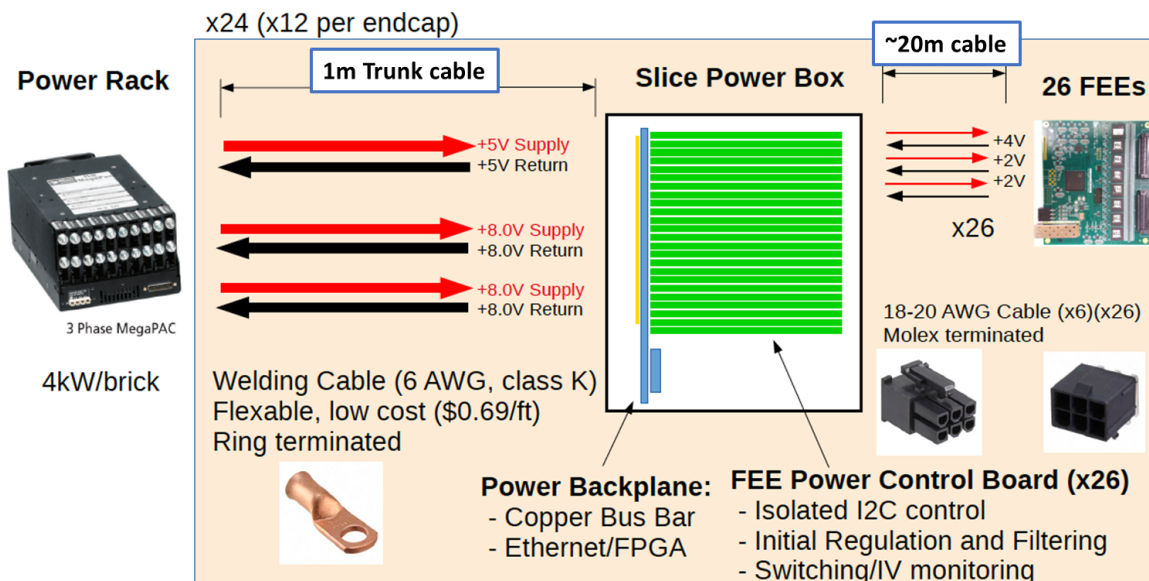 x24 (x12 per endcap)
~20m cable
1m Trunk cable
Power Rack
Slice Power Box
26 FEEs
+5V Supply
+5V Return
+8.0V Supply
+8.0V Return
+8.0V Supply
+8.0V Return
+4V
+2V
+2V
x26
3 Phase MegaPAC
4kW/brick
18-20 AWG Cable (x6)(x26)
Molex terminated
Welding Cable (6 AWG, class K)
Flexable, low cost ($0.69/ft)
Ring terminated
Power Backplane:
- Copper Bus Bar
- Ethernet/FPGA
FEE Power Control Board (x26)
- Isolated I2C control
- Initial Regulation and Filtering
- Switching/IV monitoring